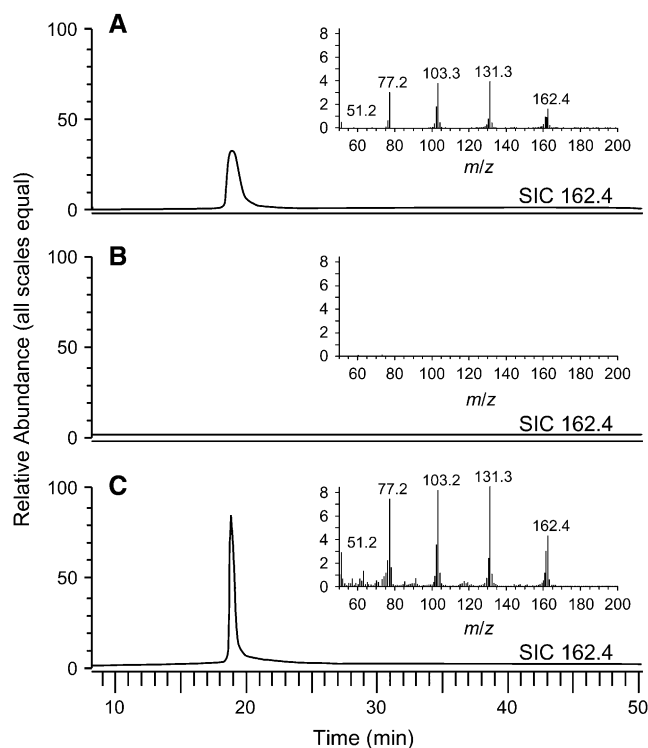 Relative Abundance (all scales equal)
A
100
50
0
8
6
4
2
0
51.2
77.2
103.3
131.3
162.4
60 80 100 120 140 160 180 200
m/z
SIC 162.4
B
100
50
0
8
6
4
2
0
60 80 100 120 140 160 180 200
m/z
SIC 162.4
C
100
50
0
8
6
4
2
0
51.2
77.2
103.2
131.3
162.4
60 80 100 120 140 160 180 200
m/z
SIC 162.4
10 20 30 40 50
Time (min)